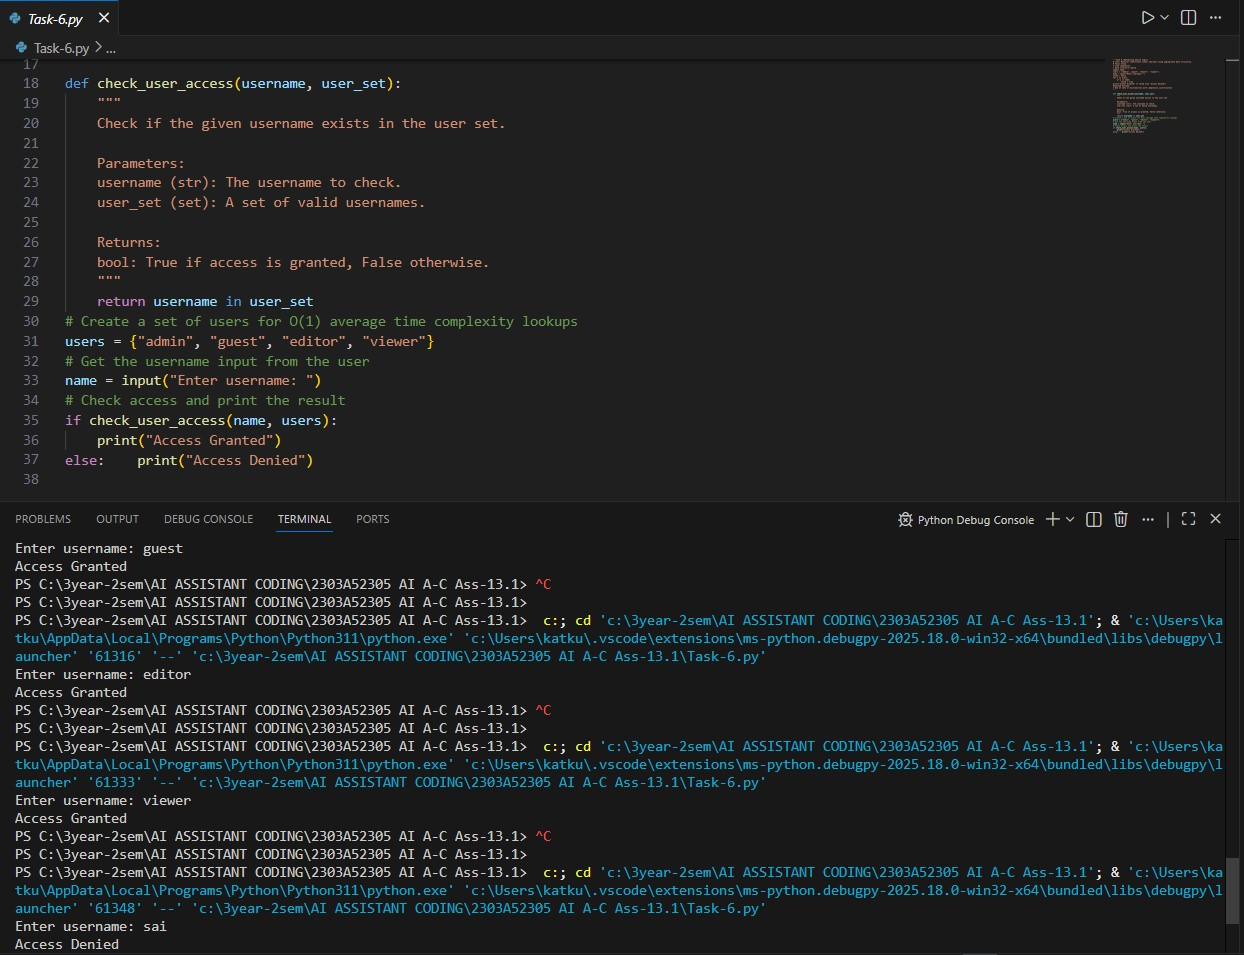 Task-6.py
Task-6.py > ...
17
18 def check_user_access(username, user_set):
19     """
20     Check if the given username exists in the user set.
21
22     Parameters:
23     username (str): The username to check.
24     user_set (set): A set of valid usernames.
25
26     Returns:
27     bool: True if access is granted, False otherwise.
28     """
29     return username in user_set
30 # Create a set of users for O(1) average time complexity lookups
31 users = {"admin", "guest", "editor", "viewer"}
32 # Get the username input from the user
33 name = input("Enter username: ")
34 # Check access and print the result
35 if check_user_access(name, users):
36     print("Access Granted")
37 else:    print("Access Denied")
38
PROBLEMS OUTPUT DEBUG CONSOLE TERMINAL PORTS Python Debug Console
Enter username: guest
Access Granted
PS C:\3year-2sem\AI ASSISTANT CODING\2303A52305 AI A-C Ass-13.1> ^C
PS C:\3year-2sem\AI ASSISTANT CODING\2303A52305 AI A-C Ass-13.1>
PS C:\3year-2sem\AI ASSISTANT CODING\2303A52305 AI A-C Ass-13.1>  c:; cd 'c:\3year-2sem\AI ASSISTANT CODING\2303A52305 AI A-C Ass-13.1'; & 'c:\Users\ka
tku\AppData\Local\Programs\Python\Python311\python.exe' 'c:\Users\katku\.vscode\extensions\ms-python.debugpy-2025.18.0-win32-x64\bundled\libs\debugpy\l
auncher' '61316' '--' 'c:\3year-2sem\AI ASSISTANT CODING\2303A52305 AI A-C Ass-13.1\Task-6.py'
Enter username: editor
Access Granted
PS C:\3year-2sem\AI ASSISTANT CODING\2303A52305 AI A-C Ass-13.1> ^C
PS C:\3year-2sem\AI ASSISTANT CODING\2303A52305 AI A-C Ass-13.1>
PS C:\3year-2sem\AI ASSISTANT CODING\2303A52305 AI A-C Ass-13.1>  c:; cd 'c:\3year-2sem\AI ASSISTANT CODING\2303A52305 AI A-C Ass-13.1'; & 'c:\Users\ka
tku\AppData\Local\Programs\Python\Python311\python.exe' 'c:\Users\katku\.vscode\extensions\ms-python.debugpy-2025.18.0-win32-x64\bundled\libs\debugpy\l
auncher' '61333' '--' 'c:\3year-2sem\AI ASSISTANT CODING\2303A52305 AI A-C Ass-13.1\Task-6.py'
Enter username: viewer
Access Granted
PS C:\3year-2sem\AI ASSISTANT CODING\2303A52305 AI A-C Ass-13.1> ^C
PS C:\3year-2sem\AI ASSISTANT CODING\2303A52305 AI A-C Ass-13.1>
PS C:\3year-2sem\AI ASSISTANT CODING\2303A52305 AI A-C Ass-13.1>  c:; cd 'c:\3year-2sem\AI ASSISTANT CODING\2303A52305 AI A-C Ass-13.1'; & 'c:\Users\ka
tku\AppData\Local\Programs\Python\Python311\python.exe' 'c:\Users\katku\.vscode\extensions\ms-python.debugpy-2025.18.0-win32-x64\bundled\libs\debugpy\l
auncher' '61348' '--' 'c:\3year-2sem\AI ASSISTANT CODING\2303A52305 AI A-C Ass-13.1\Task-6.py'
Enter username: sai
Access Denied